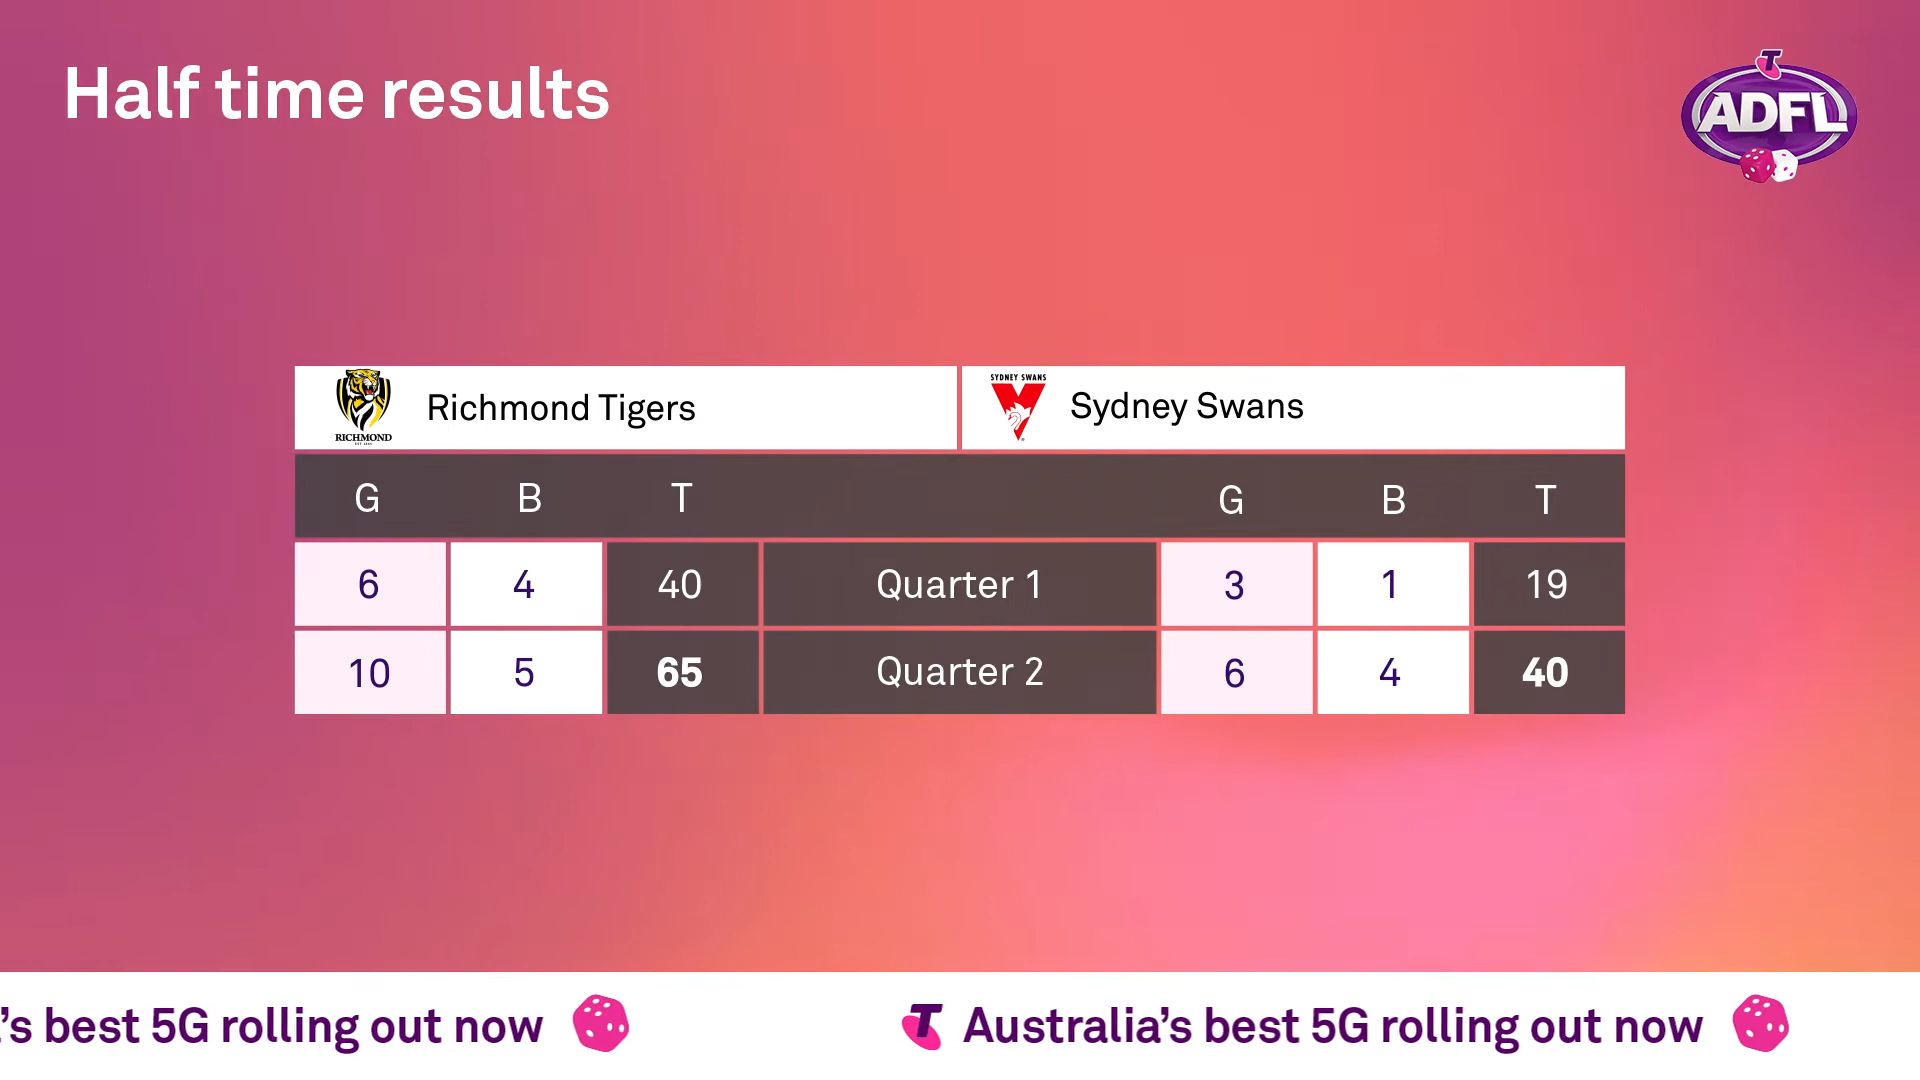 Half time results
T
ADFL
RICHMOND
Richmond Tigers
SYDNEY SWANS
Sydney Swans
G B T G B T
6 4 40 Quarter 1 3 1 19
10 5 65 Quarter 2 6 4 40
's best 5G rolling out now
T Australia's best 5G rolling out now